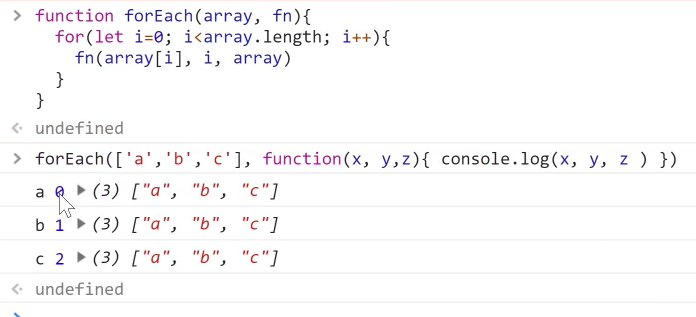 function forEach(array, fn){
for(let i=0; i<array.length; i++){
fn(array[i], i, array)
}
}
undefined
forEach(['a','b','c'], function(x, y,z){ console.log(x, y, z ) })
a 0 (3) ["a", "b", "c"]
b 1 (3) ["a", "b", "c"]
c 2 (3) ["a", "b", "c"]
undefined